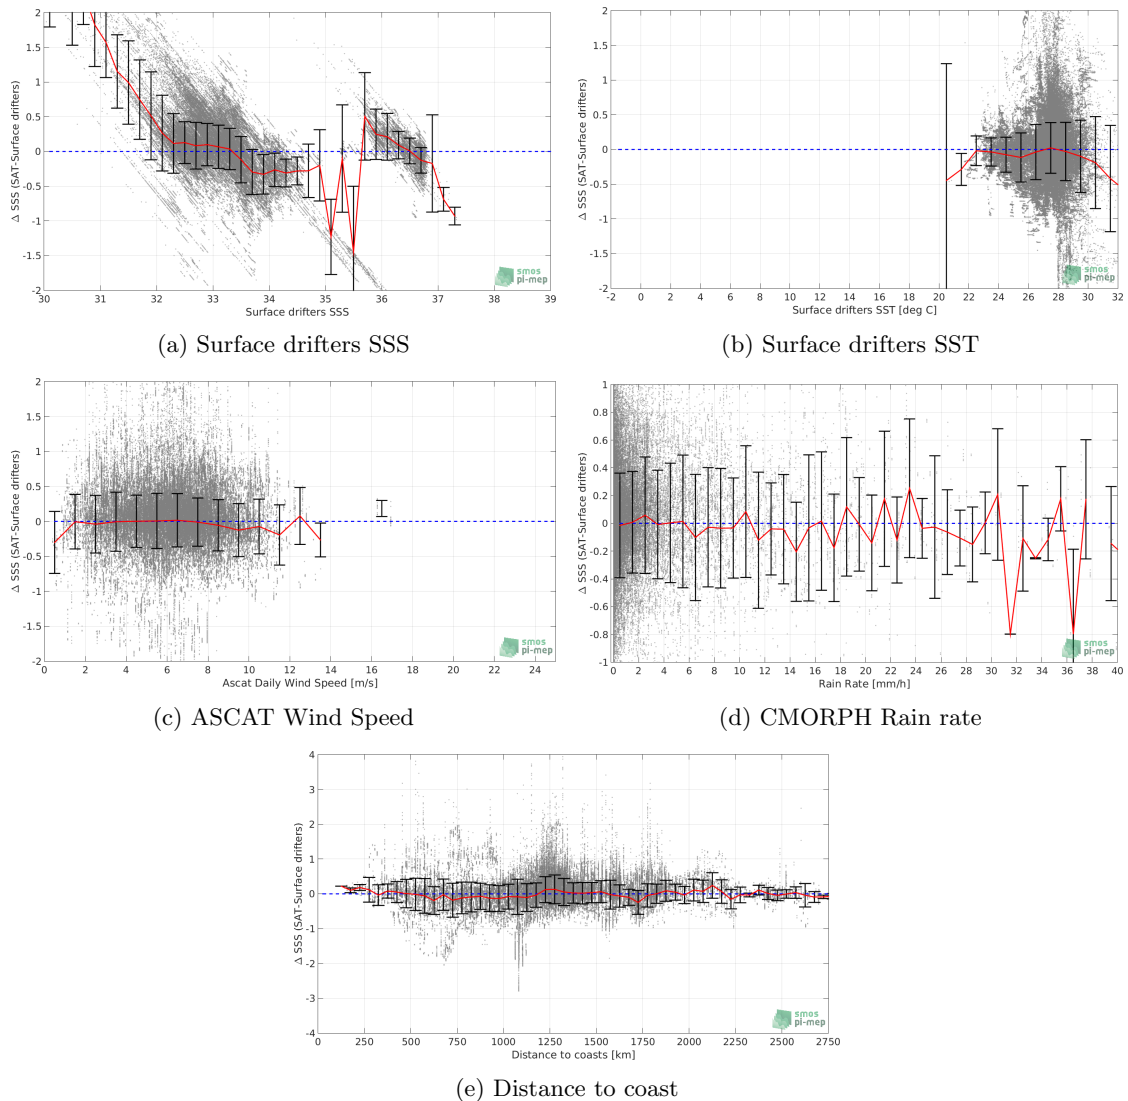 2
1.5
1
0.5
0
-0.5
-1
-1.5
-2
Δ SSS (SAT-Surface drifters)
30 31 32 33 34 35 36 37 38 39
Surface drifters SSS
smos
pi-mep
(a) Surface drifters SSS
2
1.5
1
0.5
0
-0.5
-1
-1.5
-2
Δ SSS (SAT-Surface drifters)
-2 0 2 4 6 8 10 12 14 16 18 20 22 24 26 28 30 32
Surface drifters SST [deg C]
smos
pi-mep
(b) Surface drifters SST
2
1.5
1
0.5
0
-0.5
-1
-1.5
-2
Δ SSS (SAT-Surface drifters)
0 2 4 6 8 10 12 14 16 18 20 22 24
Ascat Daily Wind Speed [m/s]
smos
pi-mep
(c) ASCAT Wind Speed
1
0.8
0.6
0.4
0.2
0
-0.2
-0.4
-0.6
-0.8
-1
Δ SSS (SAT-Surface drifters)
0 2 4 6 8 10 12 14 16 18 20 22 24 26 28 30 32 34 36 38 40
Rain Rate [mm/h]
smos
pi-mep
(d) CMORPH Rain rate
4
3
2
1
0
-1
-2
-3
-4
Δ SSS (SAT-Surface drifters)
0 250 500 750 1000 1250 1500 1750 2000 2250 2500 2750
Distance to coasts [km]
smos
pi-mep
(e) Distance to coast